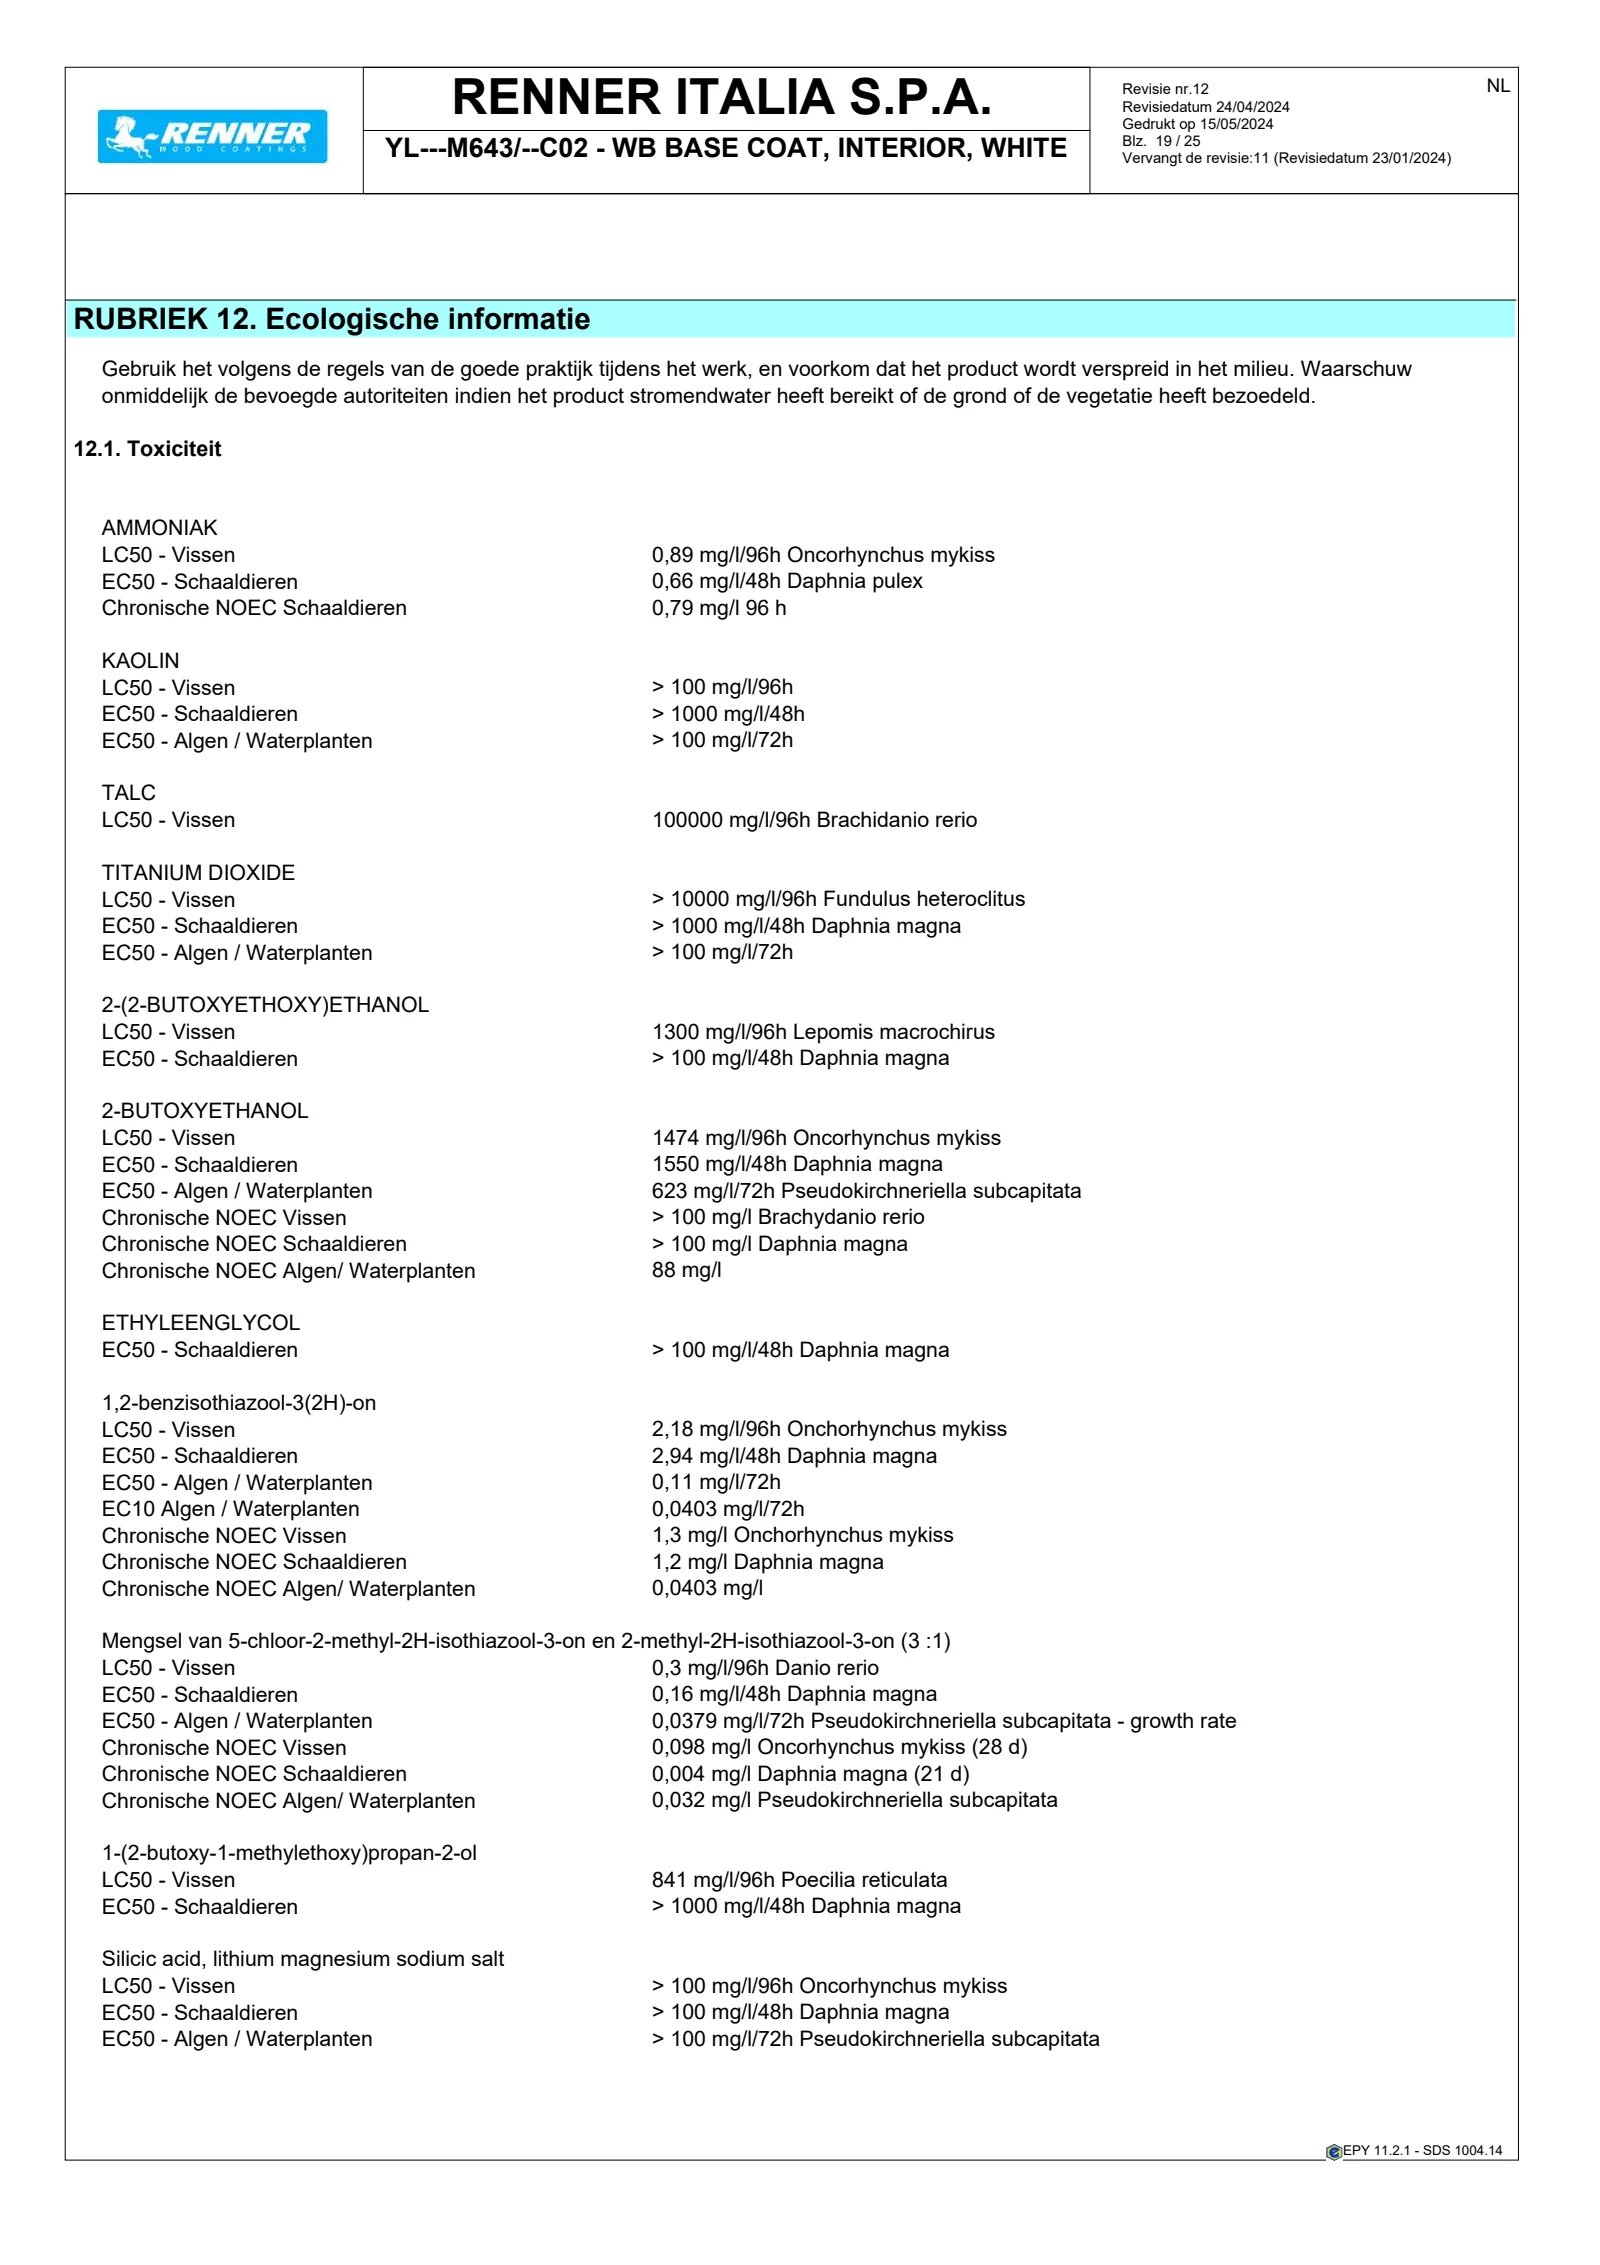 RENNER
WOOD COATINGS
RENNER ITALIA S.P.A.
YL---M643/--C02 - WB BASE COAT, INTERIOR, WHITE
Revisie nr.12
Revisiedatum 24/04/2024
Gedrukt op 15/05/2024
Blz. 19 / 25
Vervangt de revisie:11 (Revisiedatum 23/01/2024)
NL
RUBRIEK 12. Ecologische informatie
Gebruik het volgens de regels van de goede praktijk tijdens het werk, en voorkom dat het product wordt verspreid in het milieu. Waarschuw
onmiddelijk de bevoegde autoriteiten indien het product stromendwater heeft bereikt of de grond of de vegetatie heeft bezoedeld.
12.1. Toxiciteit
AMMONIAK
LC50 - Vissen 0,89 mg/l/96h Oncorhynchus mykiss
EC50 - Schaaldieren 0,66 mg/l/48h Daphnia pulex
Chronische NOEC Schaaldieren 0,79 mg/l 96 h
KAOLIN
LC50 - Vissen > 100 mg/l/96h
EC50 - Schaaldieren > 1000 mg/l/48h
EC50 - Algen / Waterplanten > 100 mg/l/72h
TALC
LC50 - Vissen 100000 mg/l/96h Brachidanio rerio
TITANIUM DIOXIDE
LC50 - Vissen > 10000 mg/l/96h Fundulus heteroclitus
EC50 - Schaaldieren > 1000 mg/l/48h Daphnia magna
EC50 - Algen / Waterplanten > 100 mg/l/72h
2-(2-BUTOXYETHOXY)ETHANOL
LC50 - Vissen 1300 mg/l/96h Lepomis macrochirus
EC50 - Schaaldieren > 100 mg/l/48h Daphnia magna
2-BUTOXYETHANOL
LC50 - Vissen 1474 mg/l/96h Oncorhynchus mykiss
EC50 - Schaaldieren 1550 mg/l/48h Daphnia magna
EC50 - Algen / Waterplanten 623 mg/l/72h Pseudokirchneriella subcapitata
Chronische NOEC Vissen > 100 mg/l Brachydanio rerio
Chronische NOEC Schaaldieren > 100 mg/l Daphnia magna
Chronische NOEC Algen/ Waterplanten 88 mg/l
ETHYLEENGLYCOL
EC50 - Schaaldieren > 100 mg/l/48h Daphnia magna
1,2-benzisothiazool-3(2H)-on
LC50 - Vissen 2,18 mg/l/96h Onchorhynchus mykiss
EC50 - Schaaldieren 2,94 mg/l/48h Daphnia magna
EC50 - Algen / Waterplanten 0,11 mg/l/72h
EC10 Algen / Waterplanten 0,0403 mg/l/72h
Chronische NOEC Vissen 1,3 mg/l Onchorhynchus mykiss
Chronische NOEC Schaaldieren 1,2 mg/l Daphnia magna
Chronische NOEC Algen/ Waterplanten 0,0403 mg/l
Mengsel van 5-chloor-2-methyl-2H-isothiazool-3-on en 2-methyl-2H-isothiazool-3-on (3 :1)
LC50 - Vissen 0,3 mg/l/96h Danio rerio
EC50 - Schaaldieren 0,16 mg/l/48h Daphnia magna
EC50 - Algen / Waterplanten 0,0379 mg/l/72h Pseudokirchneriella subcapitata - growth rate
Chronische NOEC Vissen 0,098 mg/l Oncorhynchus mykiss (28 d)
Chronische NOEC Schaaldieren 0,004 mg/l Daphnia magna (21 d)
Chronische NOEC Algen/ Waterplanten 0,032 mg/l Pseudokirchneriella subcapitata
1-(2-butoxy-1-methylethoxy)propan-2-ol
LC50 - Vissen 841 mg/l/96h Poecilia reticulata
EC50 - Schaaldieren > 1000 mg/l/48h Daphnia magna
Silicic acid, lithium magnesium sodium salt
LC50 - Vissen > 100 mg/l/96h Oncorhynchus mykiss
EC50 - Schaaldieren > 100 mg/l/48h Daphnia magna
EC50 - Algen / Waterplanten > 100 mg/l/72h Pseudokirchneriella subcapitata
EPY 11.2.1 - SDS 1004.14